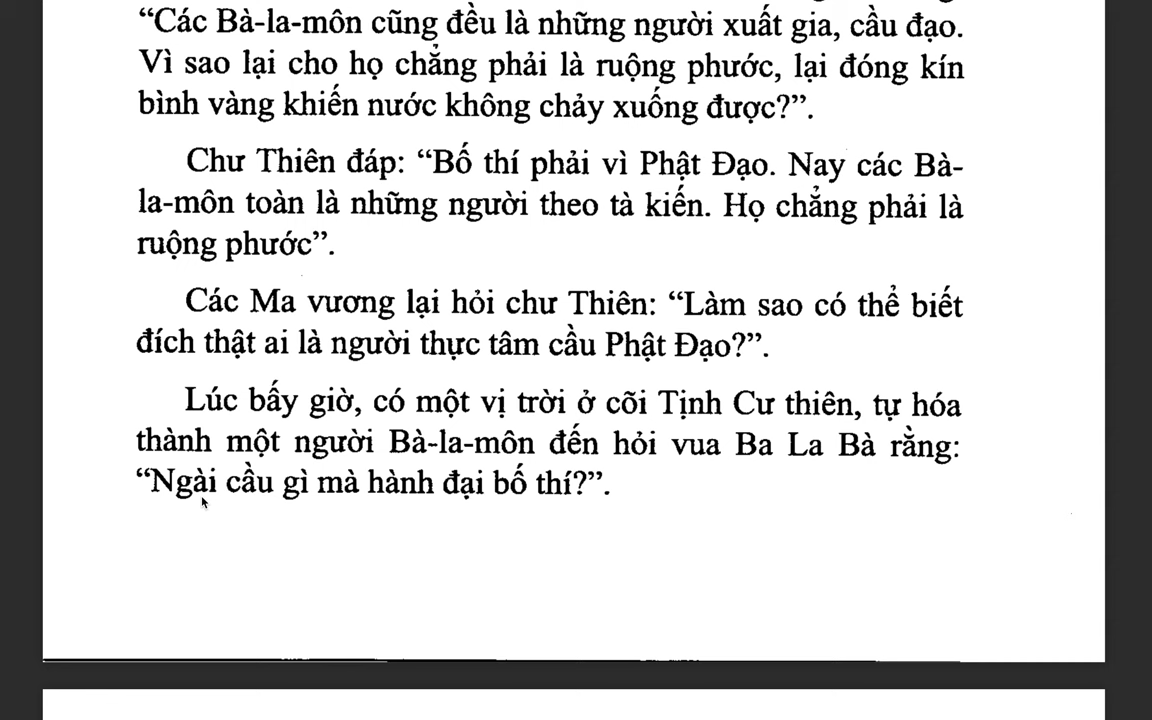 “Các Bà-la-môn cũng đều là những người xuất gia, cầu đạo.
Vì sao lại cho họ chẳng phải là ruộng phước, lại đóng kín
bình vàng khiến nước không chảy xuống được?”.
Chư Thiên đáp: “Bố thí phải vì Phật Đạo. Nay các Bà-
la-môn toàn là những người theo tà kiến. Họ chẳng phải là
ruộng phước”.
Các Ma vương lại hỏi chư Thiên: “Làm sao có thể biết
đích thật ai là người thực tâm cầu Phật Đạo?”.
Lúc bấy giờ, có một vị trời ở cõi Tịnh Cư thiên, tự hóa
thành một người Bà-la-môn đến hỏi vua Ba La Bà rằng:
“Ngài cầu gì mà hành đại bố thí?”.